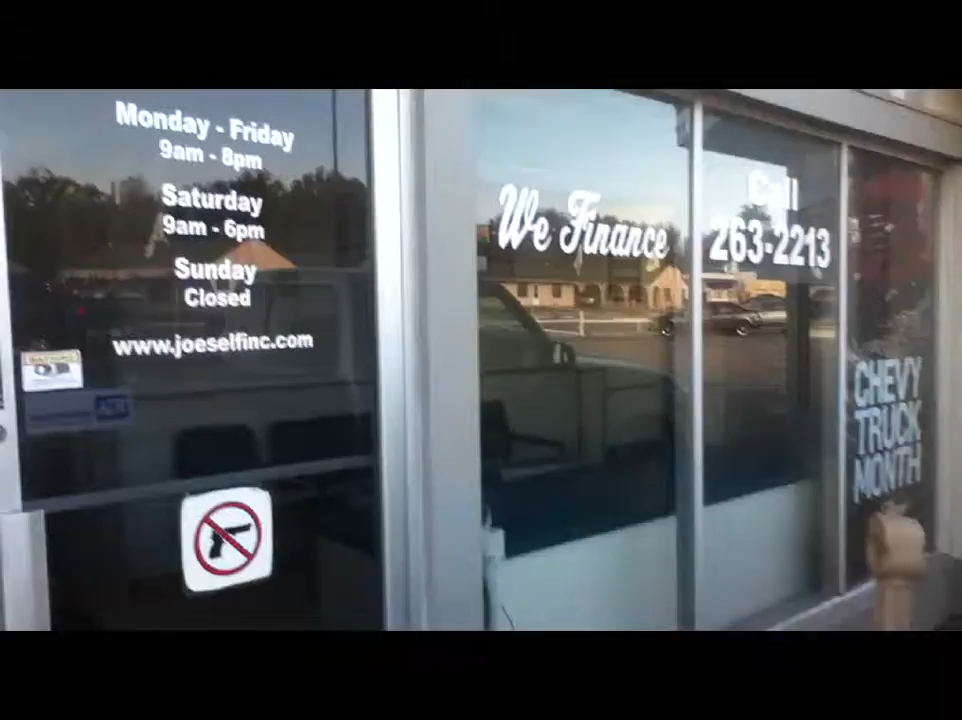 Monday - Friday
9am - 8pm
Saturday
9am - 6pm
Sunday
Closed
www.joeselfinc.com
ADT
We Finance
Call
263-2213
CHEVY
TRUCK
MONTH